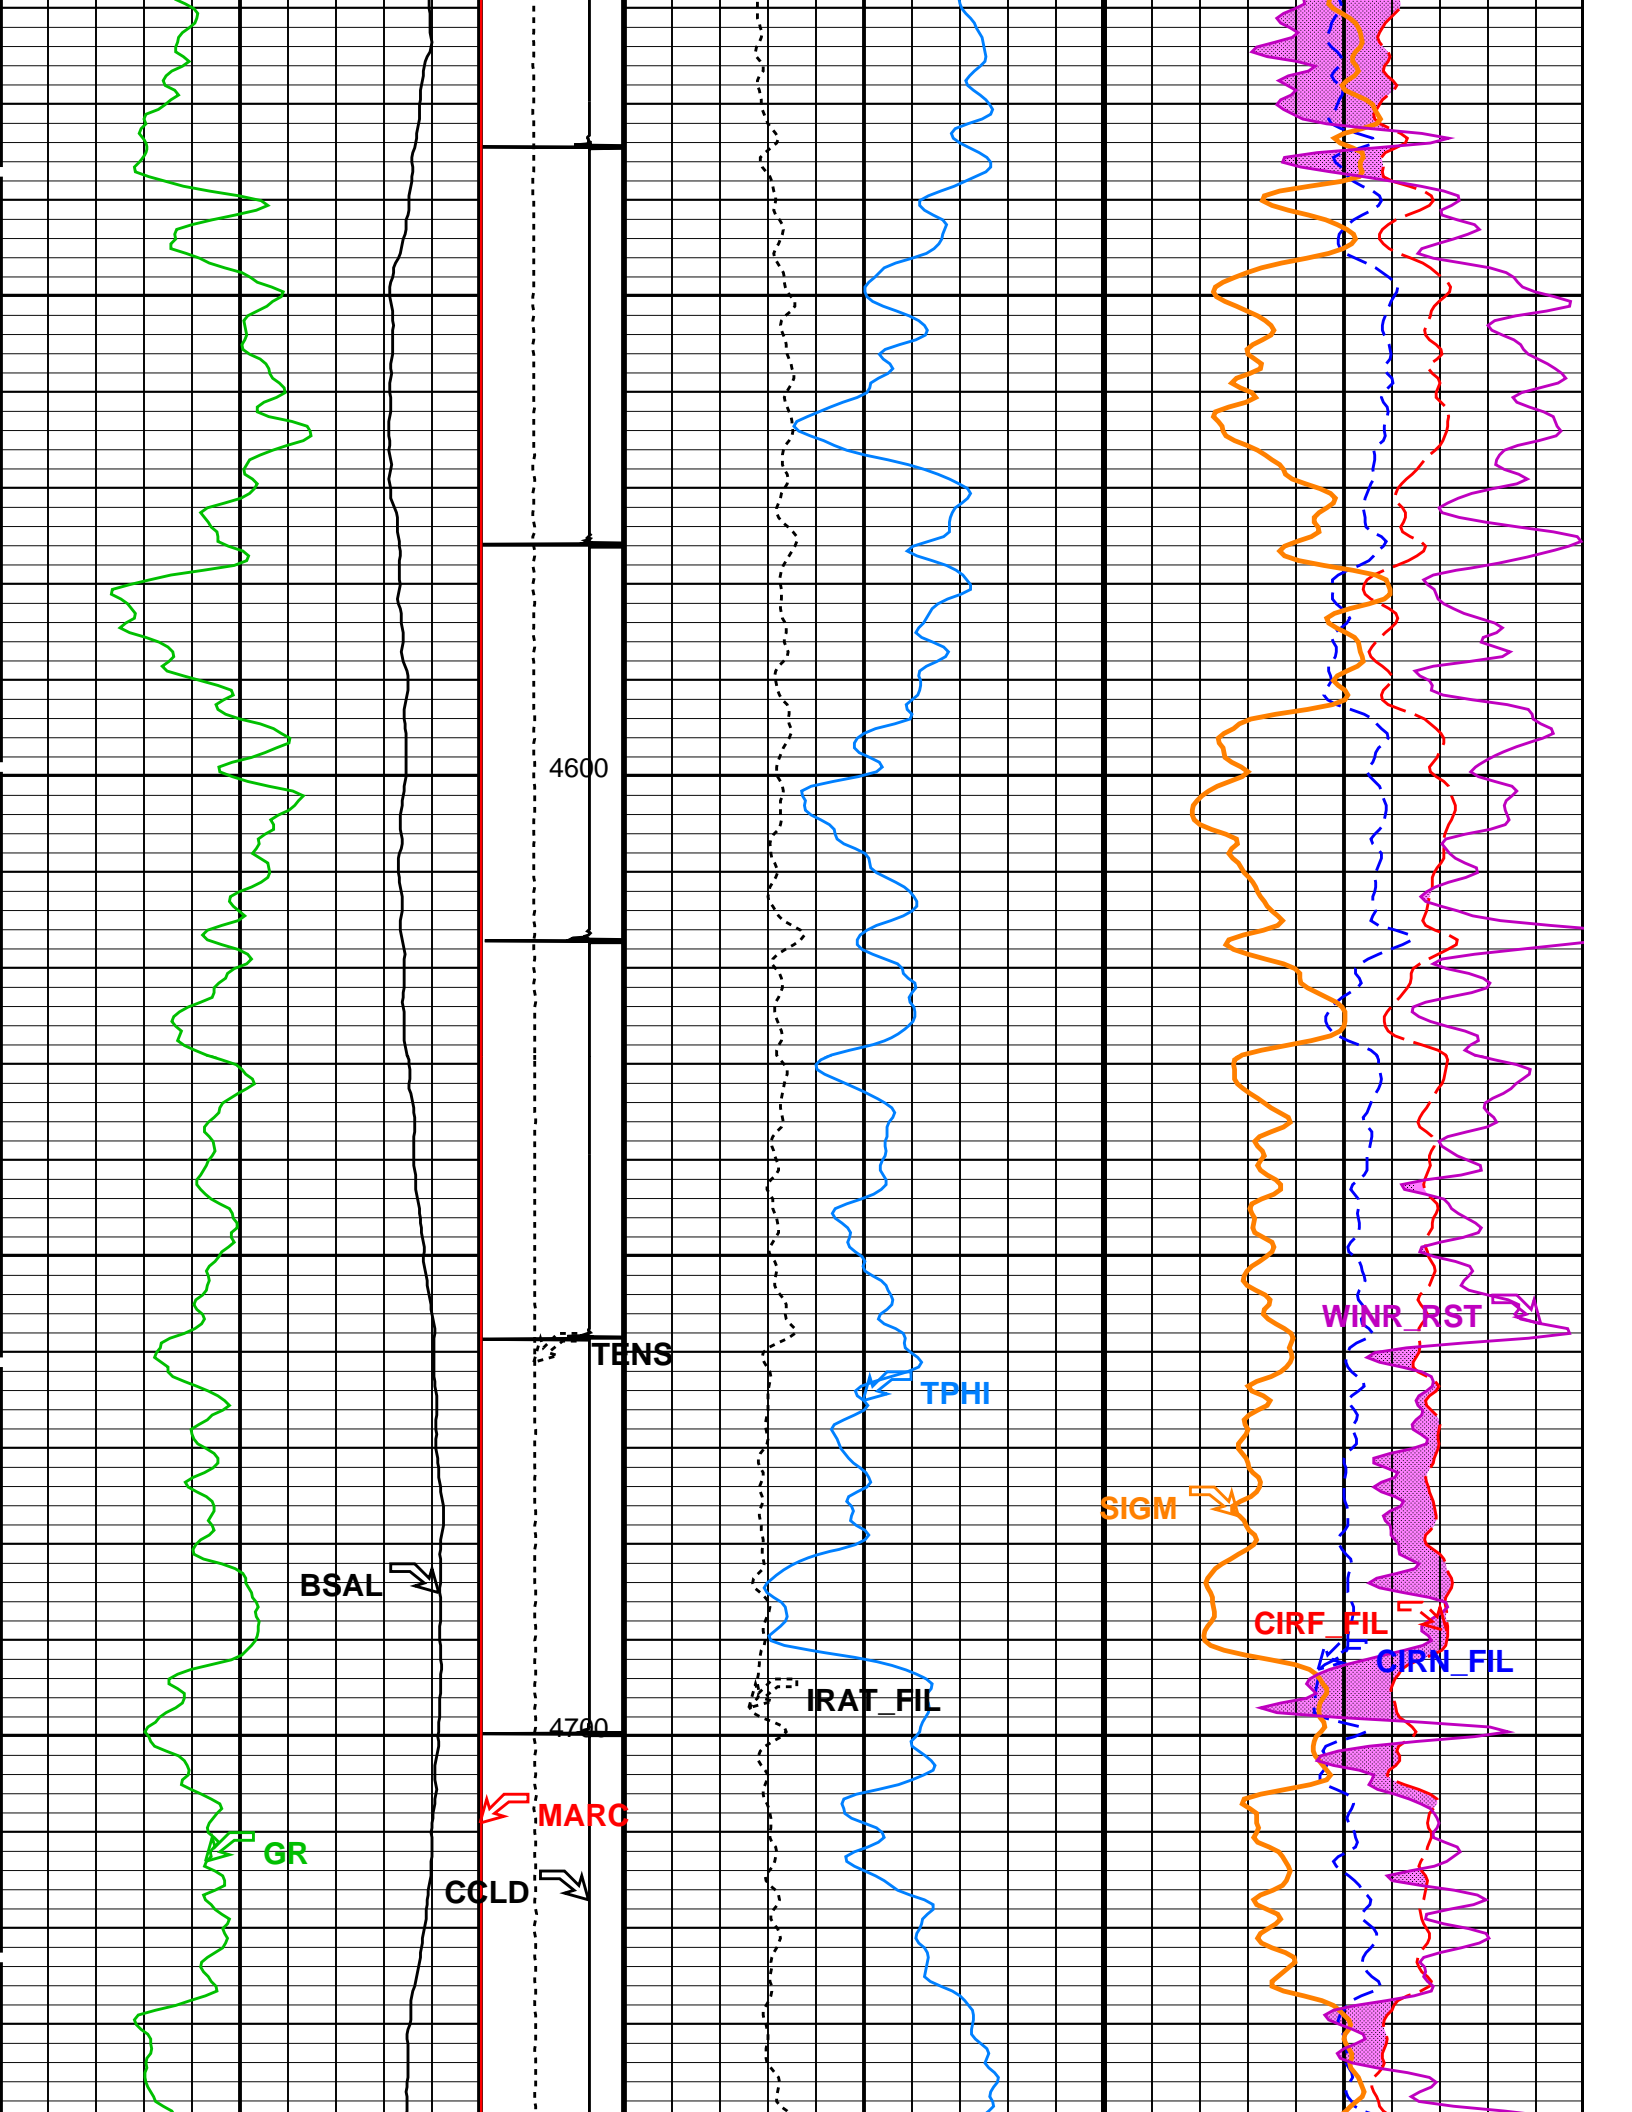 4600
WINR_RST
TENS
TPHI
SIGM
BSAL
CIRF_FIL
CIRN_FIL
IRAT_FIL
4700
MARC
GR
CCLD